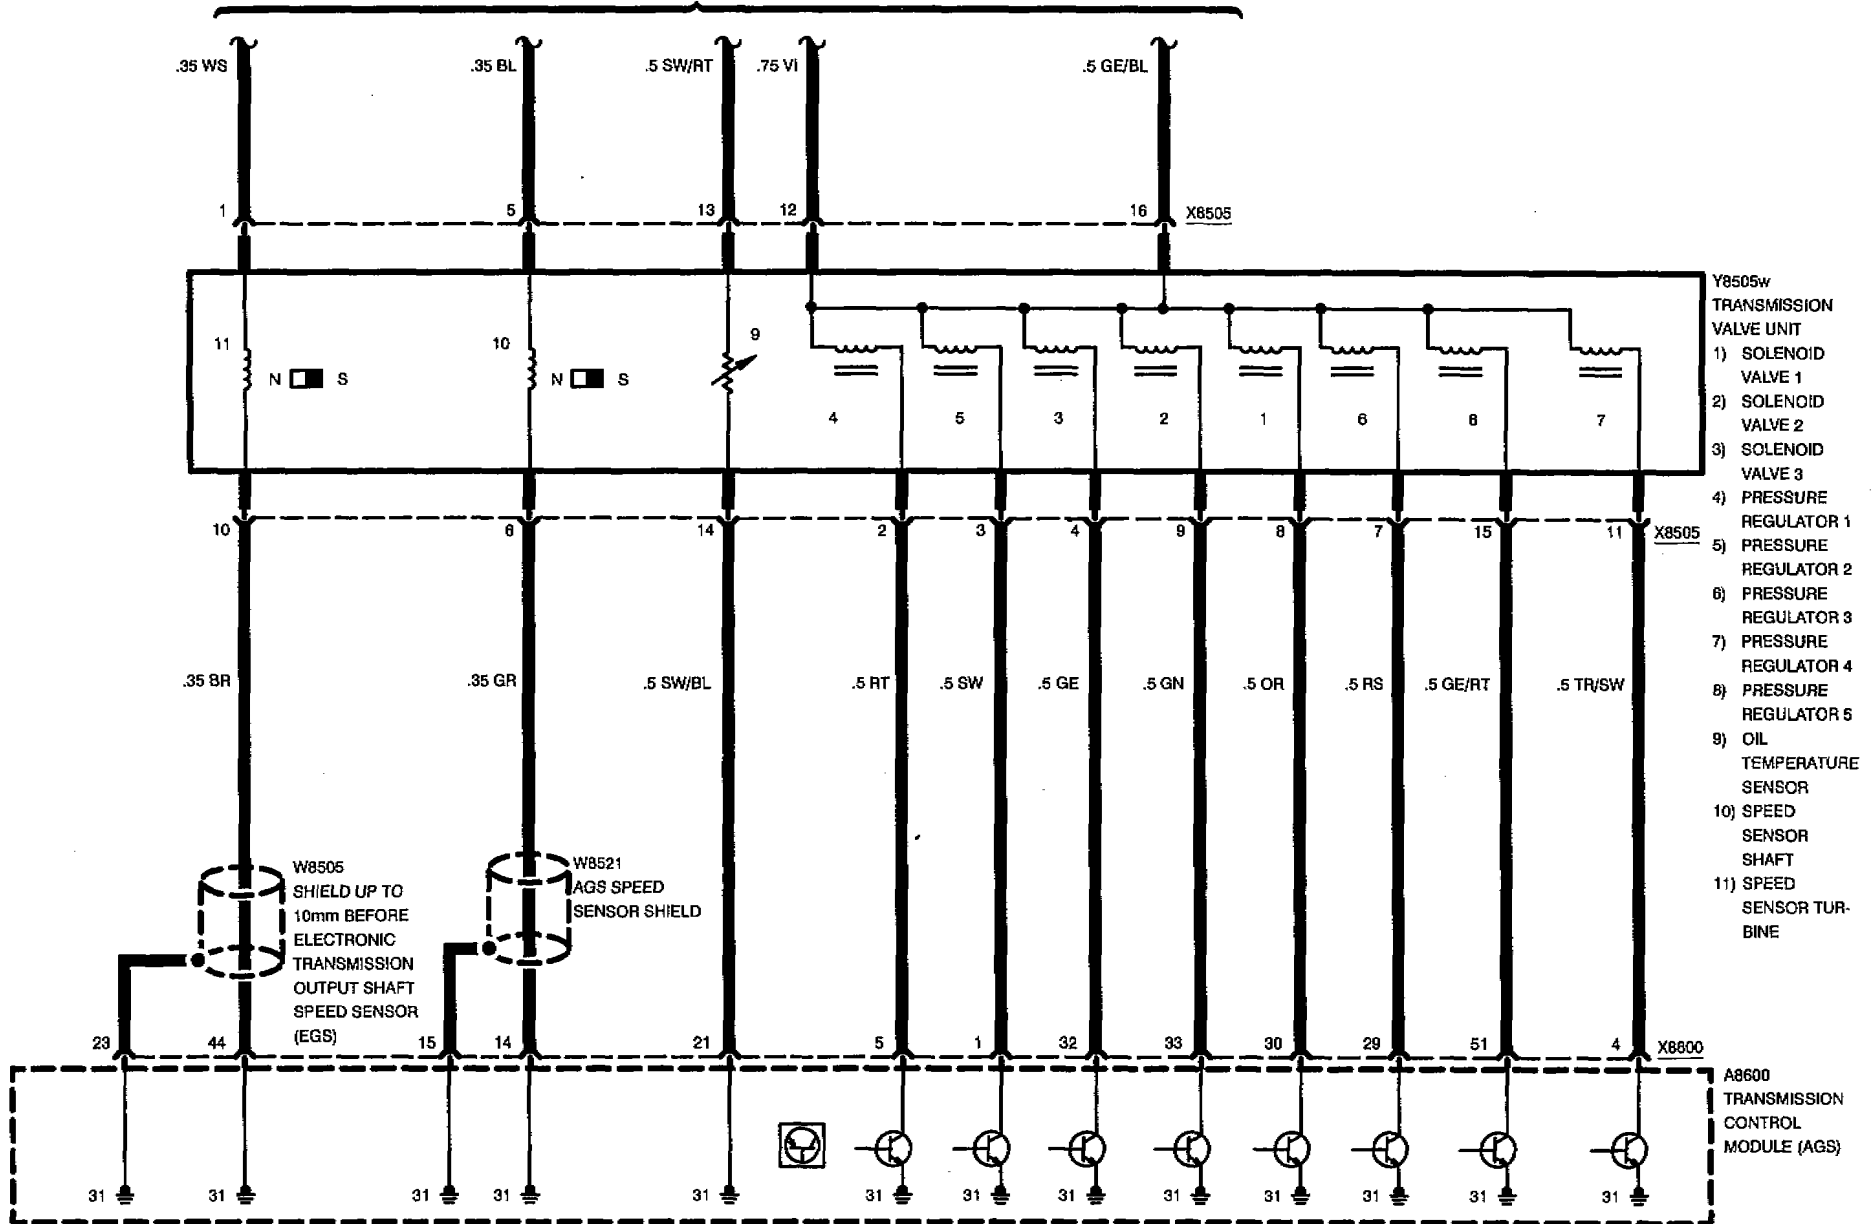 .35 WS .35 BL .5 SW/RT .75 VI .5 GE/BL
1 5 13 12 16 X8505
Y8505w
TRANSMISSION
VALVE UNIT
1) SOLENOID
VALVE 1
2) SOLENOID
VALVE 2
3) SOLENOID
VALVE 3
4) PRESSURE
REGULATOR 1
5) PRESSURE
REGULATOR 2
6) PRESSURE
REGULATOR 3
7) PRESSURE
REGULATOR 4
8) PRESSURE
REGULATOR 5
9) OIL
TEMPERATURE
SENSOR
10) SPEED
SENSOR
SHAFT
11) SPEED
SENSOR TUR-
BINE
11 10 9
N S N S
4 5 3 2 1 6 8 7
10 6 14 2 3 4 9 8 7 15 11 X8505
.35 BR .35 GR .5 SW/BL .5 RT .5 SW .5 GE .5 GN .5 OR .5 RS .5 GE/RT .5 TR/SW
W8505
SHIELD UP TO
10mm BEFORE
ELECTRONIC
TRANSMISSION
OUTPUT SHAFT
SPEED SENSOR
(EGS)
W8521
AGS SPEED
SENSOR SHIELD
23 44 15 14 21 5 1 32 33 30 29 51 4 X8600
A8600
TRANSMISSION
CONTROL
MODULE (AGS)
31 31 31 31 31 31 31 31 31 31 31 31 31